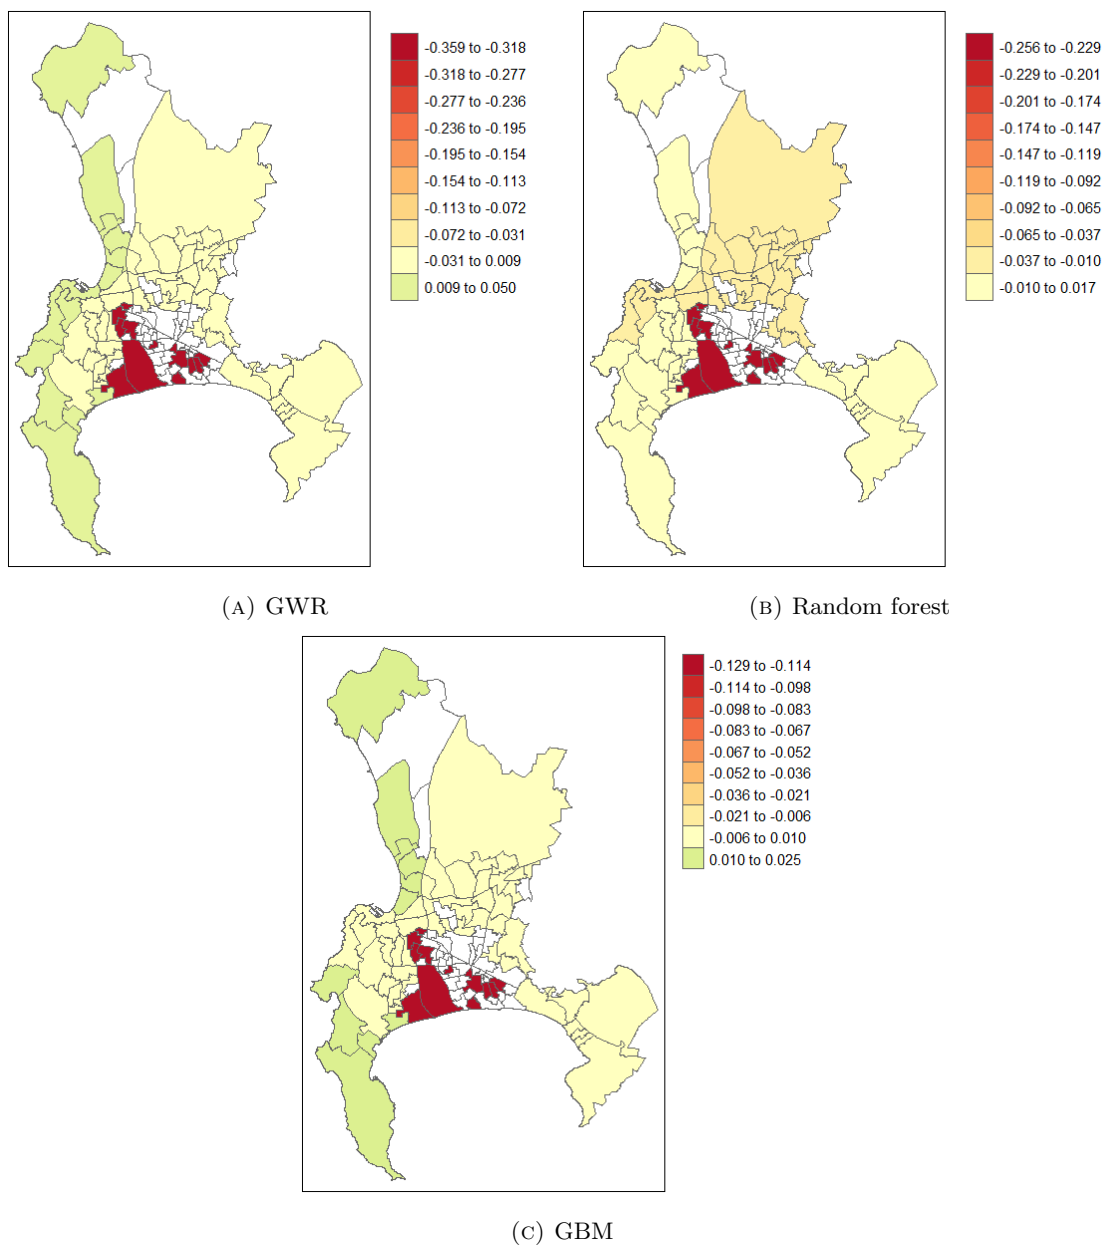 -0.359 to -0.318
-0.318 to -0.277
-0.277 to -0.236
-0.236 to -0.195
-0.195 to -0.154
-0.154 to -0.113
-0.113 to -0.072
-0.072 to -0.031
-0.031 to 0.009
0.009 to 0.050
(A) GWR
-0.256 to -0.229
-0.229 to -0.201
-0.201 to -0.174
-0.174 to -0.147
-0.147 to -0.119
-0.119 to -0.092
-0.092 to -0.065
-0.065 to -0.037
-0.037 to -0.010
-0.010 to 0.017
(B) Random forest
-0.129 to -0.114
-0.114 to -0.098
-0.098 to -0.083
-0.083 to -0.067
-0.067 to -0.052
-0.052 to -0.036
-0.036 to -0.021
-0.021 to -0.006
-0.006 to 0.010
0.010 to 0.025
(C) GBM